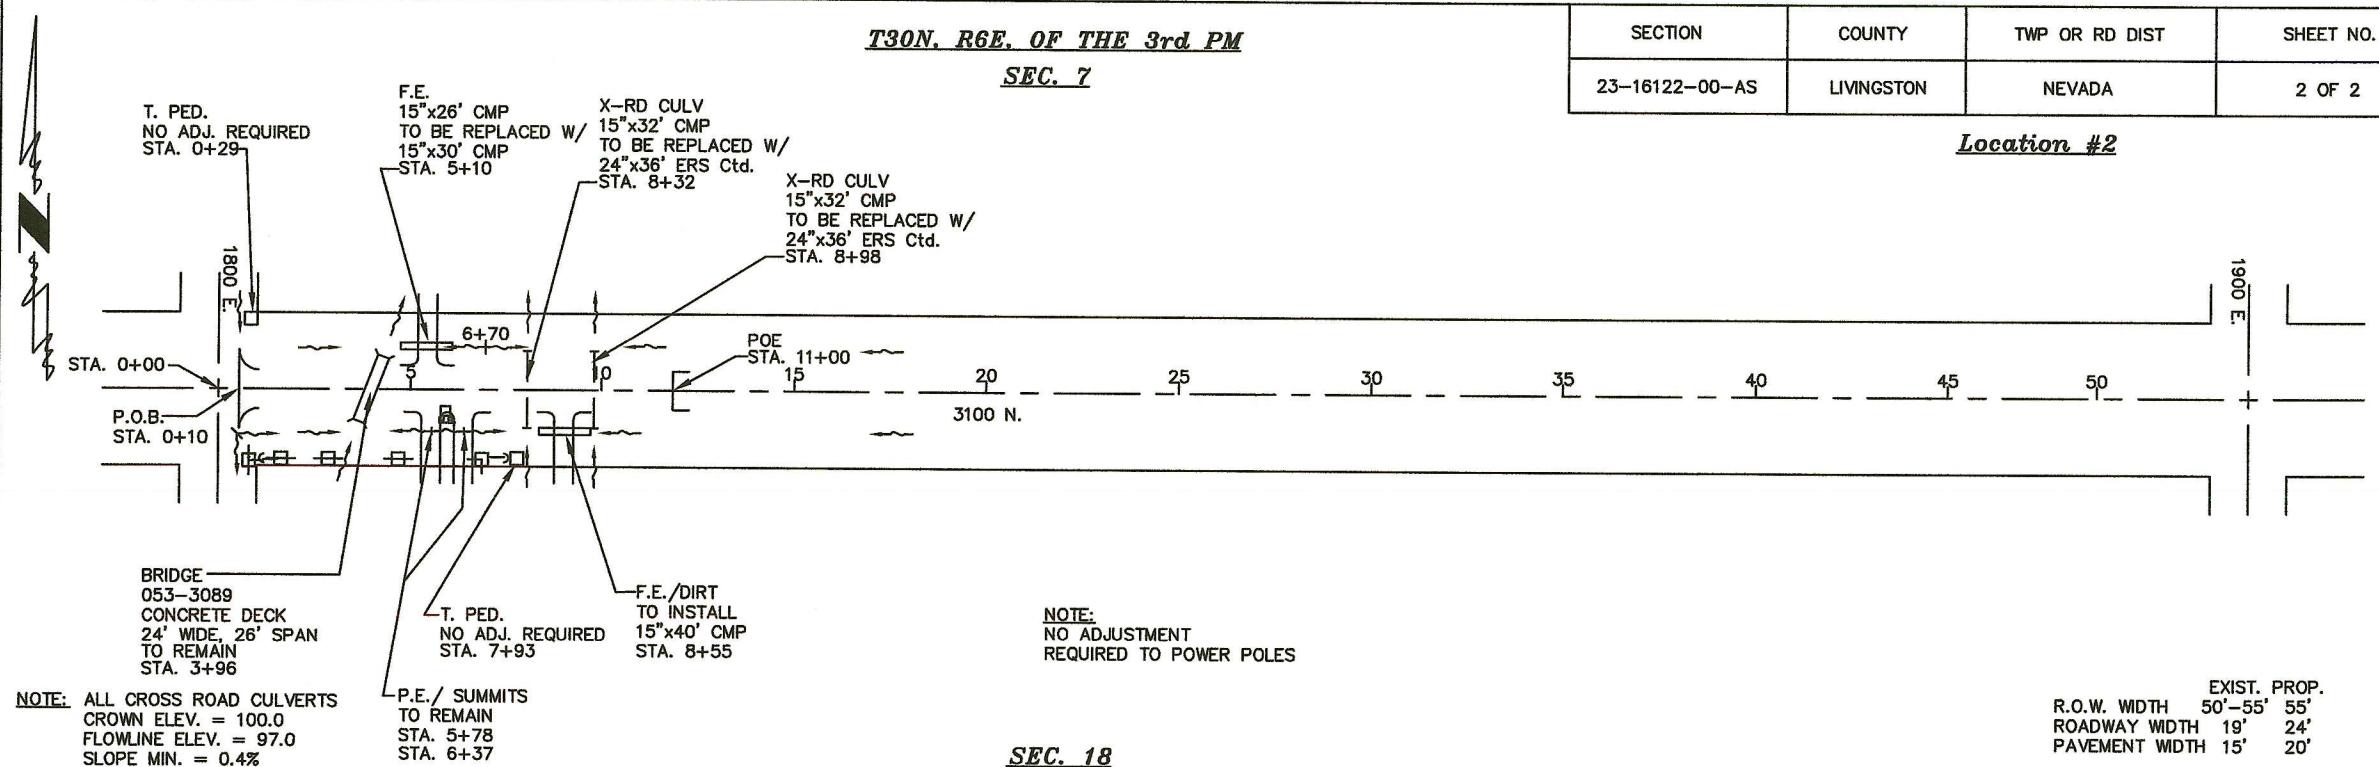 T30N. R6E. OF THE 3rd PM
SEC. 7
SECTION COUNTY TWP OR RD DIST SHEET NO.
23-16122-00-AS LIVINGSTON NEVADA 2 OF 2
Location #2
T. PED.
NO ADJ. REQUIRED
STA. 0+29
F.E.
15"x26' CMP
TO BE REPLACED W/
15"x30' CMP
STA. 5+10
X-RD CULV
15"x32' CMP
TO BE REPLACED W/
24"x36' ERS Ctd.
STA. 8+32
X-RD CULV
15"x32' CMP
TO BE REPLACED W/
24"x36' ERS Ctd.
STA. 8+98
Z
1800 E.
1900 E.
6+70
STA. 0+00
POE
STA. 11+00
5 10 15 20 25 30 35 40 45 50
P.O.B.
STA. 0+10
3100 N.
BRIDGE
053-3089
CONCRETE DECK
24' WIDE, 26' SPAN
TO REMAIN
STA. 3+96
T. PED.
NO ADJ. REQUIRED
STA. 7+93
F.E./DIRT
TO INSTALL
15"x40' CMP
STA. 8+55
NOTE:
NO ADJUSTMENT
REQUIRED TO POWER POLES
NOTE: ALL CROSS ROAD CULVERTS
CROWN ELEV. = 100.0
FLOWLINE ELEV. = 97.0
SLOPE MIN. = 0.4%
P.E./ SUMMITS
TO REMAIN
STA. 5+78
STA. 6+37
SEC. 18
EXIST. PROP.
R.O.W. WIDTH 50'-55' 55'
ROADWAY WIDTH 19' 24'
PAVEMENT WIDTH 15' 20'